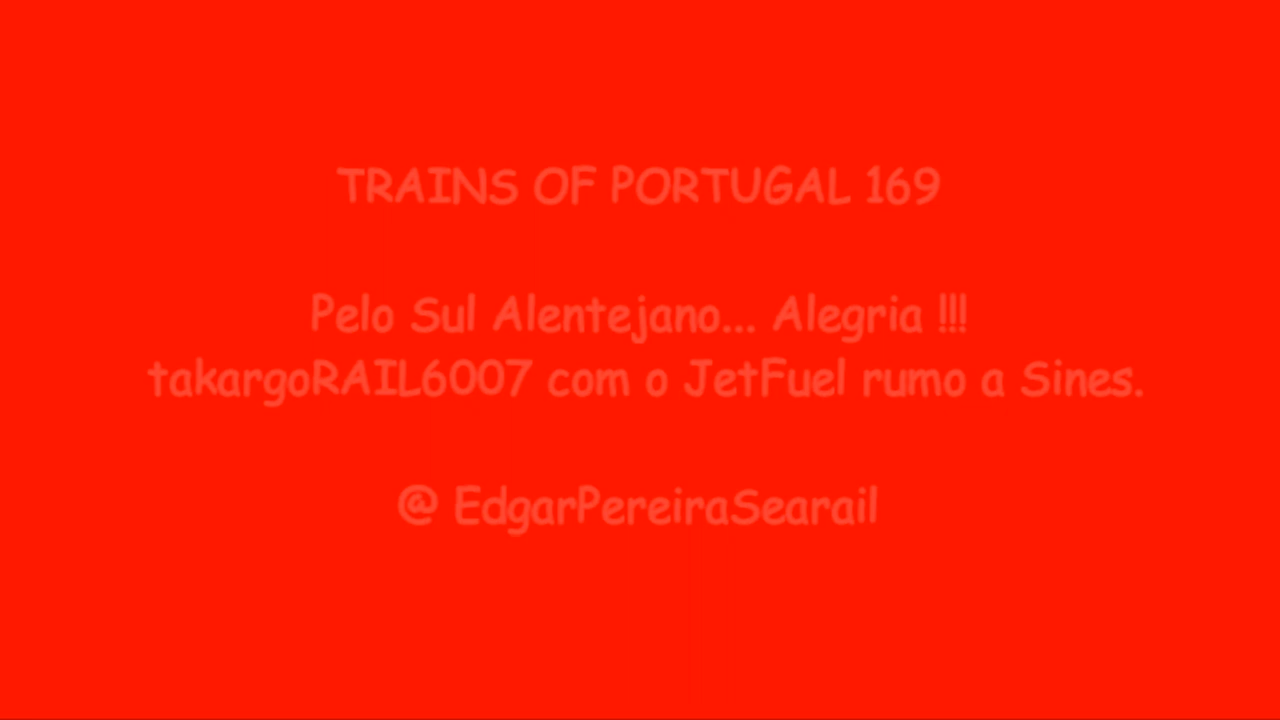 TRAINS OF PORTUGAL 169
Pelo Sul Alentejano... Alegria !!!
takargoRAIL6007 com o JetFuel rumo a Sines.
@ EdgarPereiraSearail